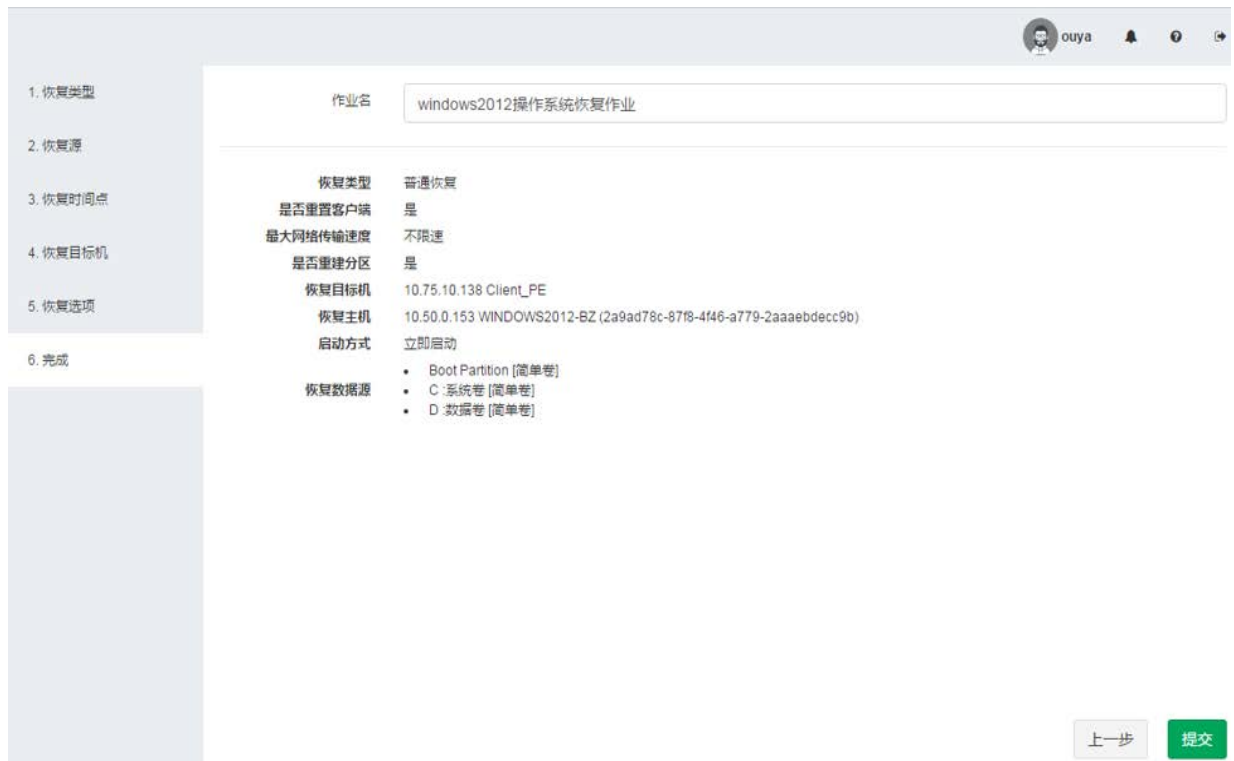 ouya
1. 恢复类型
2. 恢复源
3. 恢复时间点
4. 恢复目标机
5. 恢复选项
6. 完成
作业名 windows2012操作系统恢复作业
恢复类型 普通恢复
是否重置客户端 是
最大网络传输速度 不限速
是否重建分区 是
恢复目标机 10.75.10.138 Client_PE
恢复主机 10.50.0.153 WINDOWS2012-BZ (2a9ad78c-87f8-4f46-a779-2aaaebdecc9b)
启动方式 立即启动
恢复数据源
• Boot Partition [简单卷]
• C :系统卷 [简单卷]
• D :数据卷 [简单卷]
上一步 提交